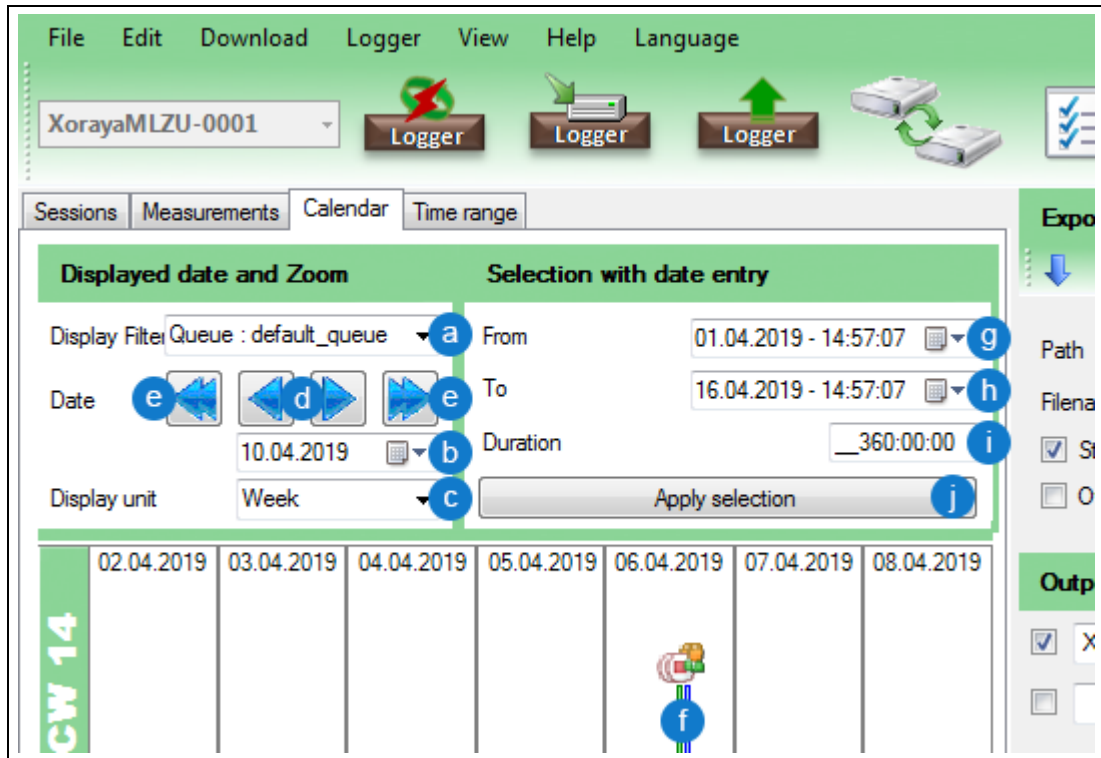 File Edit Download Logger View Help Language
XorayaMLZU-0001 Logger Logger Logger
Sessions Measurements Calendar Time range
Displayed date and Zoom
Display Filter Queue : default_queue a
Date e d e
10.04.2019 b
Display unit Week c
Selection with date entry
From 01.04.2019 - 14:57:07 g
To 16.04.2019 - 14:57:07 h
Duration __360:00:00 i
Apply selection j
CW 14
02.04.2019 03.04.2019 04.04.2019 05.04.2019 06.04.2019 07.04.2019 08.04.2019
f
Expo
Path
Filena
St
O
Outp
X